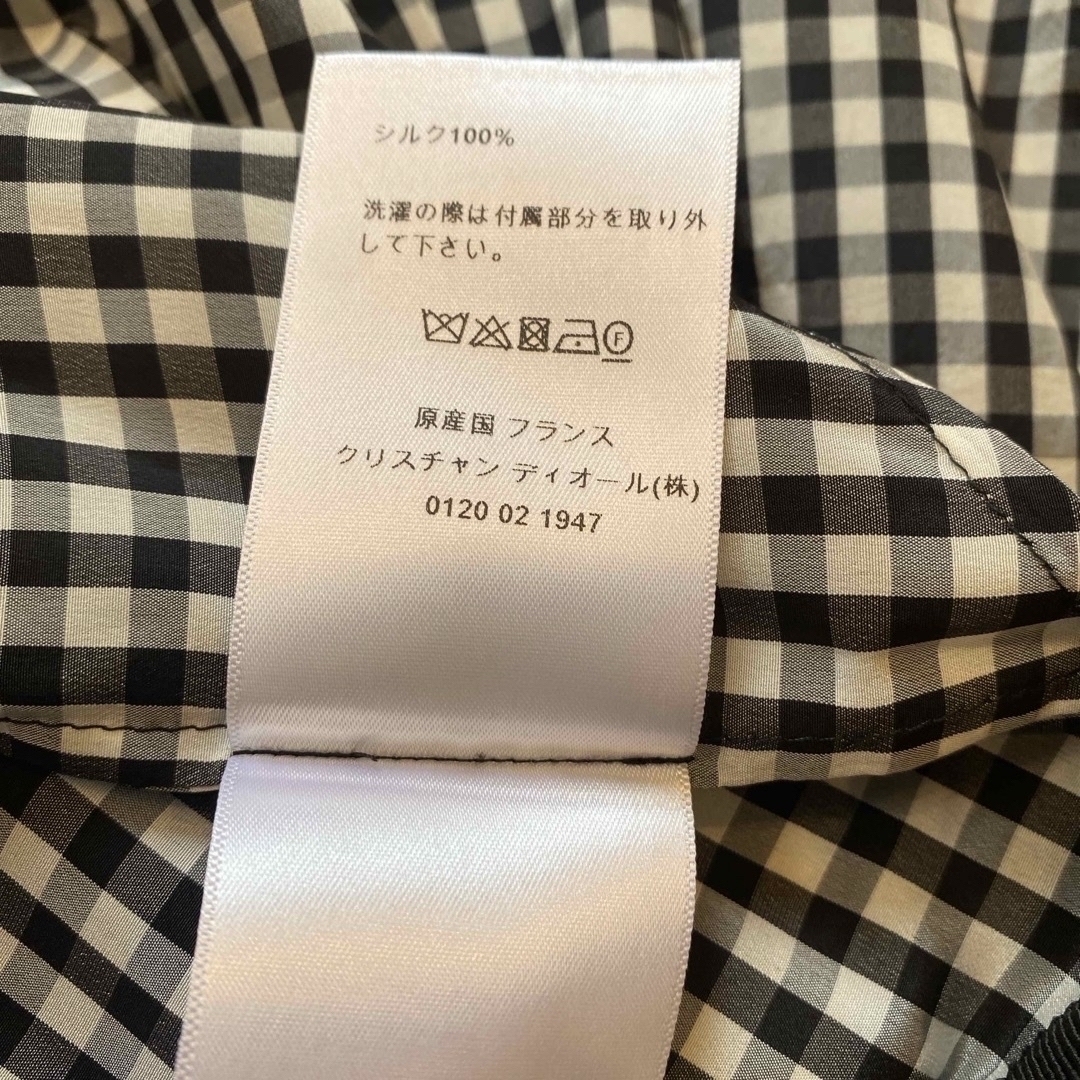 シルク100%
洗濯の際は付属部分を取り外
して下さい。
F
原産国 フランス
クリスチャン ディオール(株)
0120 02 1947